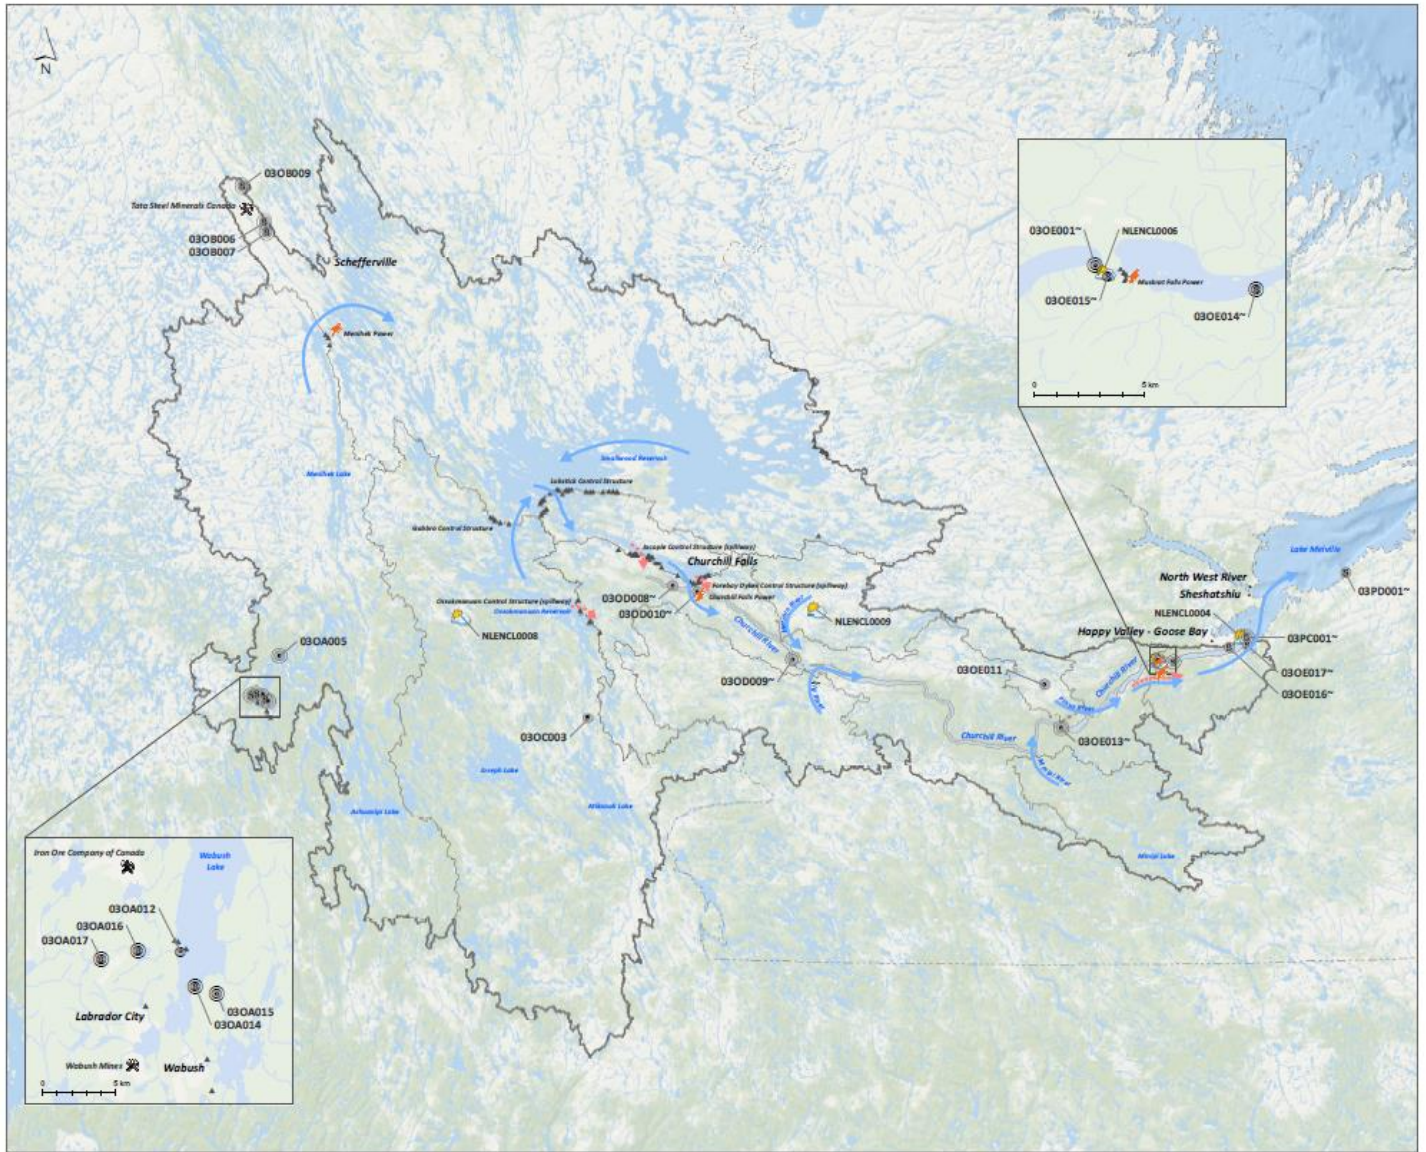 N
03OB009
Tata Steel Minerals Canada
03OB006
03OB007
Schefferville
Menihek Power
Menihek Lake
Smallwood Reservoir
Lobstick Control Structure
Gabbro Control Structure
Jacopie Control Structure (spillway)
Churchill Falls
Forebay Dykes Control Structure (spillway)
Churchill Falls Power
03OD008~
03OD010~
Ossokmanuan Control Structure (spillway)
Ossokmanuan Reservoir
NLENCL0008
NLENCL0009
Churchill River
03OD009~
03OA005
03OC003
Joseph Lake
Atikonak Lake
Ashuanipi Lake
03OE011
Churchill River
Pinus River
Churchill River
03OE013~
Minipi River
Minipi Lake
North West River
Sheshatshiu
NLENCL0004
Happy Valley - Goose Bay
Lake Melville
03PD001~
03PC001~
03OE017~
03OE016~
03OE001~
NLENCL0006
03OE015~
Muskrat Falls Power
03OE014~
0
5 km
Iron Ore Company of Canada
Wabush
Lake
03OA012
03OA016
03OA017
03OA015
03OA014
Labrador City
Wabush Mines
Wabush
0
5 km